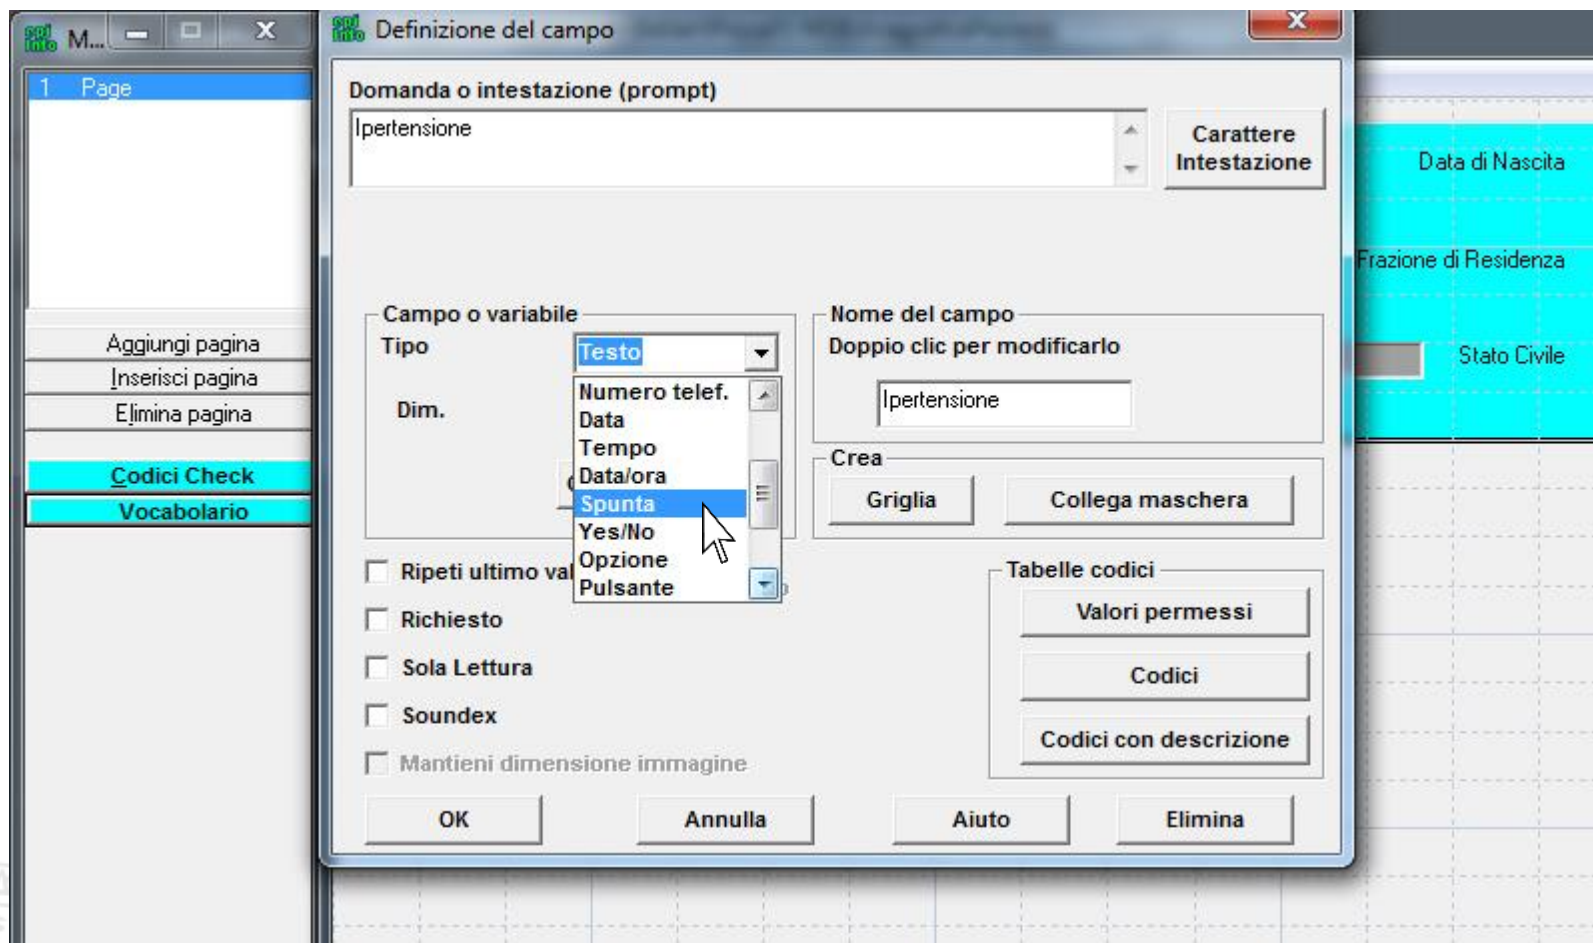 M...
1 Page
Aggiungi pagina
Inserisci pagina
Elimina pagina
Codici Check
Vocabolario
Definizione del campo
Domanda o intestazione (prompt)
Ipertensione
Carattere
Intestazione
Campo o variabile
Tipo
Testo
Numero telef.
Data
Tempo
Data/ora
Spunta
Yes/No
Opzione
Pulsante
Dim.
Nome del campo
Doppio clic per modificarlo
Ipertensione
Crea
Griglia
Collega maschera
Ripeti ultimo
Richiesto
Sola Lettura
Soundex
Mantieni dimensione immagine
Tabelle codici
Valori permessi
Codici
Codici con descrizione
OK
Annulla
Aiuto
Elimina
Data di Nascita
Frazione di Residenza
Stato Civile